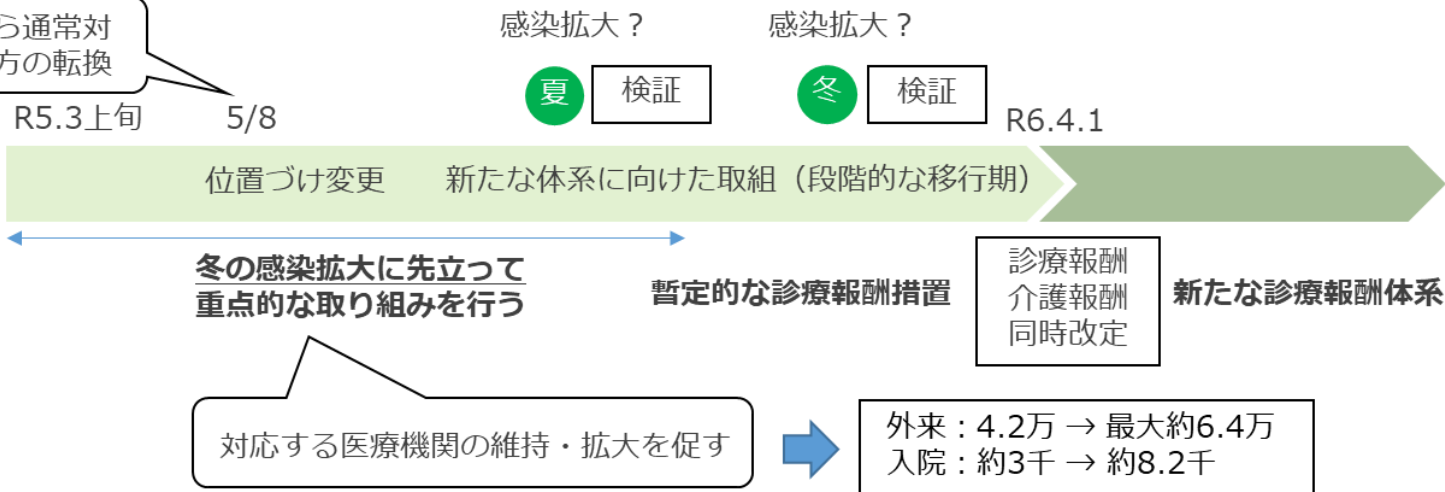 ら通常対
方の転換
感染拡大？
感染拡大？
夏
検証
冬
検証
R5.3上旬
5/8
R6.4.1
位置づけ変更
新たな体系に向けた取組（段階的な移行期）
冬の感染拡大に先立って
重点的な取り組みを行う
暫定的な診療報酬措置
診療報酬
介護報酬
同時改定
新たな診療報酬体系
対応する医療機関の維持・拡大を促す
外来：4.2万 → 最大約6.4万
入院：約3千 → 約8.2千